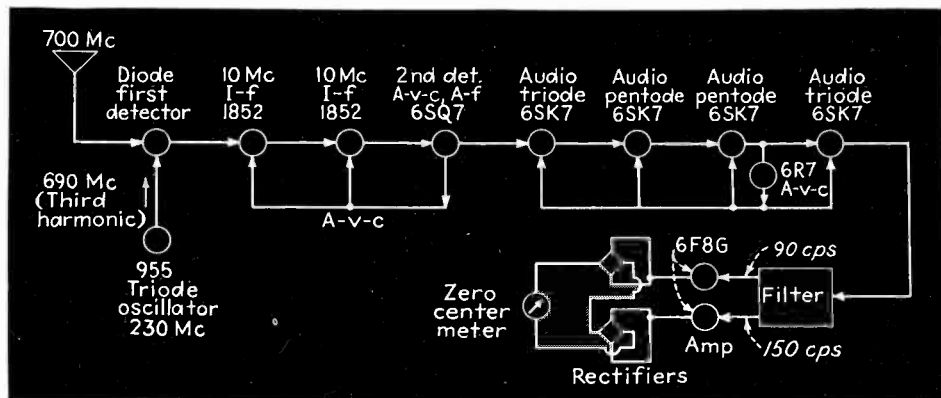 700 Mc
Diode
first
detector
10 Mc
I-f
1852
10 Mc
I-f
1852
2nd det.
A-v-c, A-f
6SQ7
Audio
triode
6SK7
Audio
pentode
6SK7
Audio
pentode
6SK7
Audio
triode
6SK7
690 Mc
(Third
harmonic)
A-v-c
6R7
A-v-c
955
Triode
oscillator
230 Mc
Zero
center
meter
6F8G
90 cps
Filter
Amp
150 cps
Rectifiers